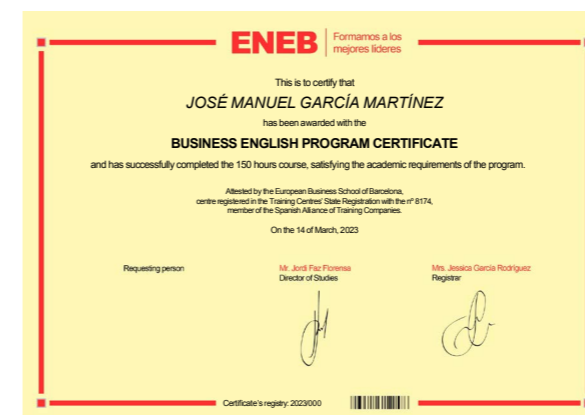 ENEB
Formamos a los
mejores líderes
This is to certify that
JOSÉ MANUEL GARCÍA MARTÍNEZ
has been awarded with the
BUSINESS ENGLISH PROGRAM CERTIFICATE
and has successfully completed the 150 hours course, satisfying the academic requirements of the program.
Attested by the European Business School of Barcelona,
centre registered in the Training Centres' State Registration with the nº 8174,
member of the Spanish Alliance of Training Companies.
On the 14 of March, 2023
Requesting person
Mr. Jordi Faz Florensa
Director of Studies
Mrs. Jessica García Rodríguez
Registrar
Certificate's registry: 2023/000